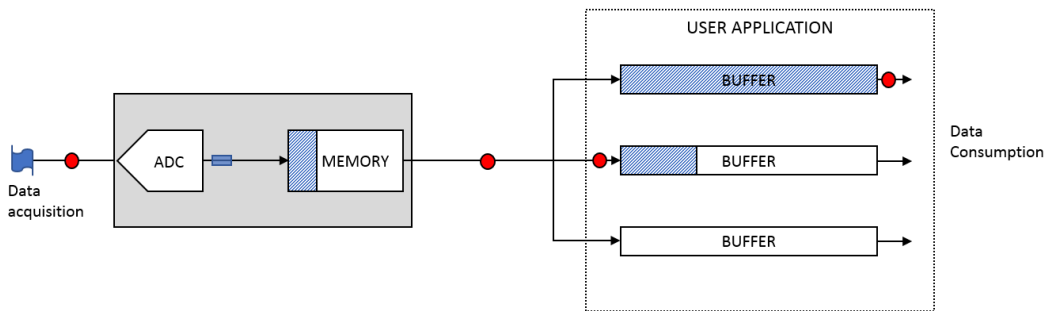 USER APPLICATION
BUFFER
ADC
MEMORY
BUFFER
Data
Consumption
Data
acquisition
BUFFER